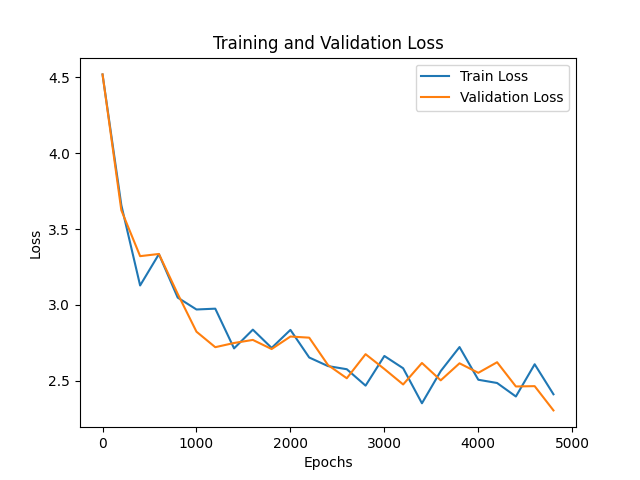 Training and Validation Loss
Train Loss
Validation Loss
4.5
4.0
3.5
3.0
2.5
Loss
0
1000
2000
3000
4000
5000
Epochs